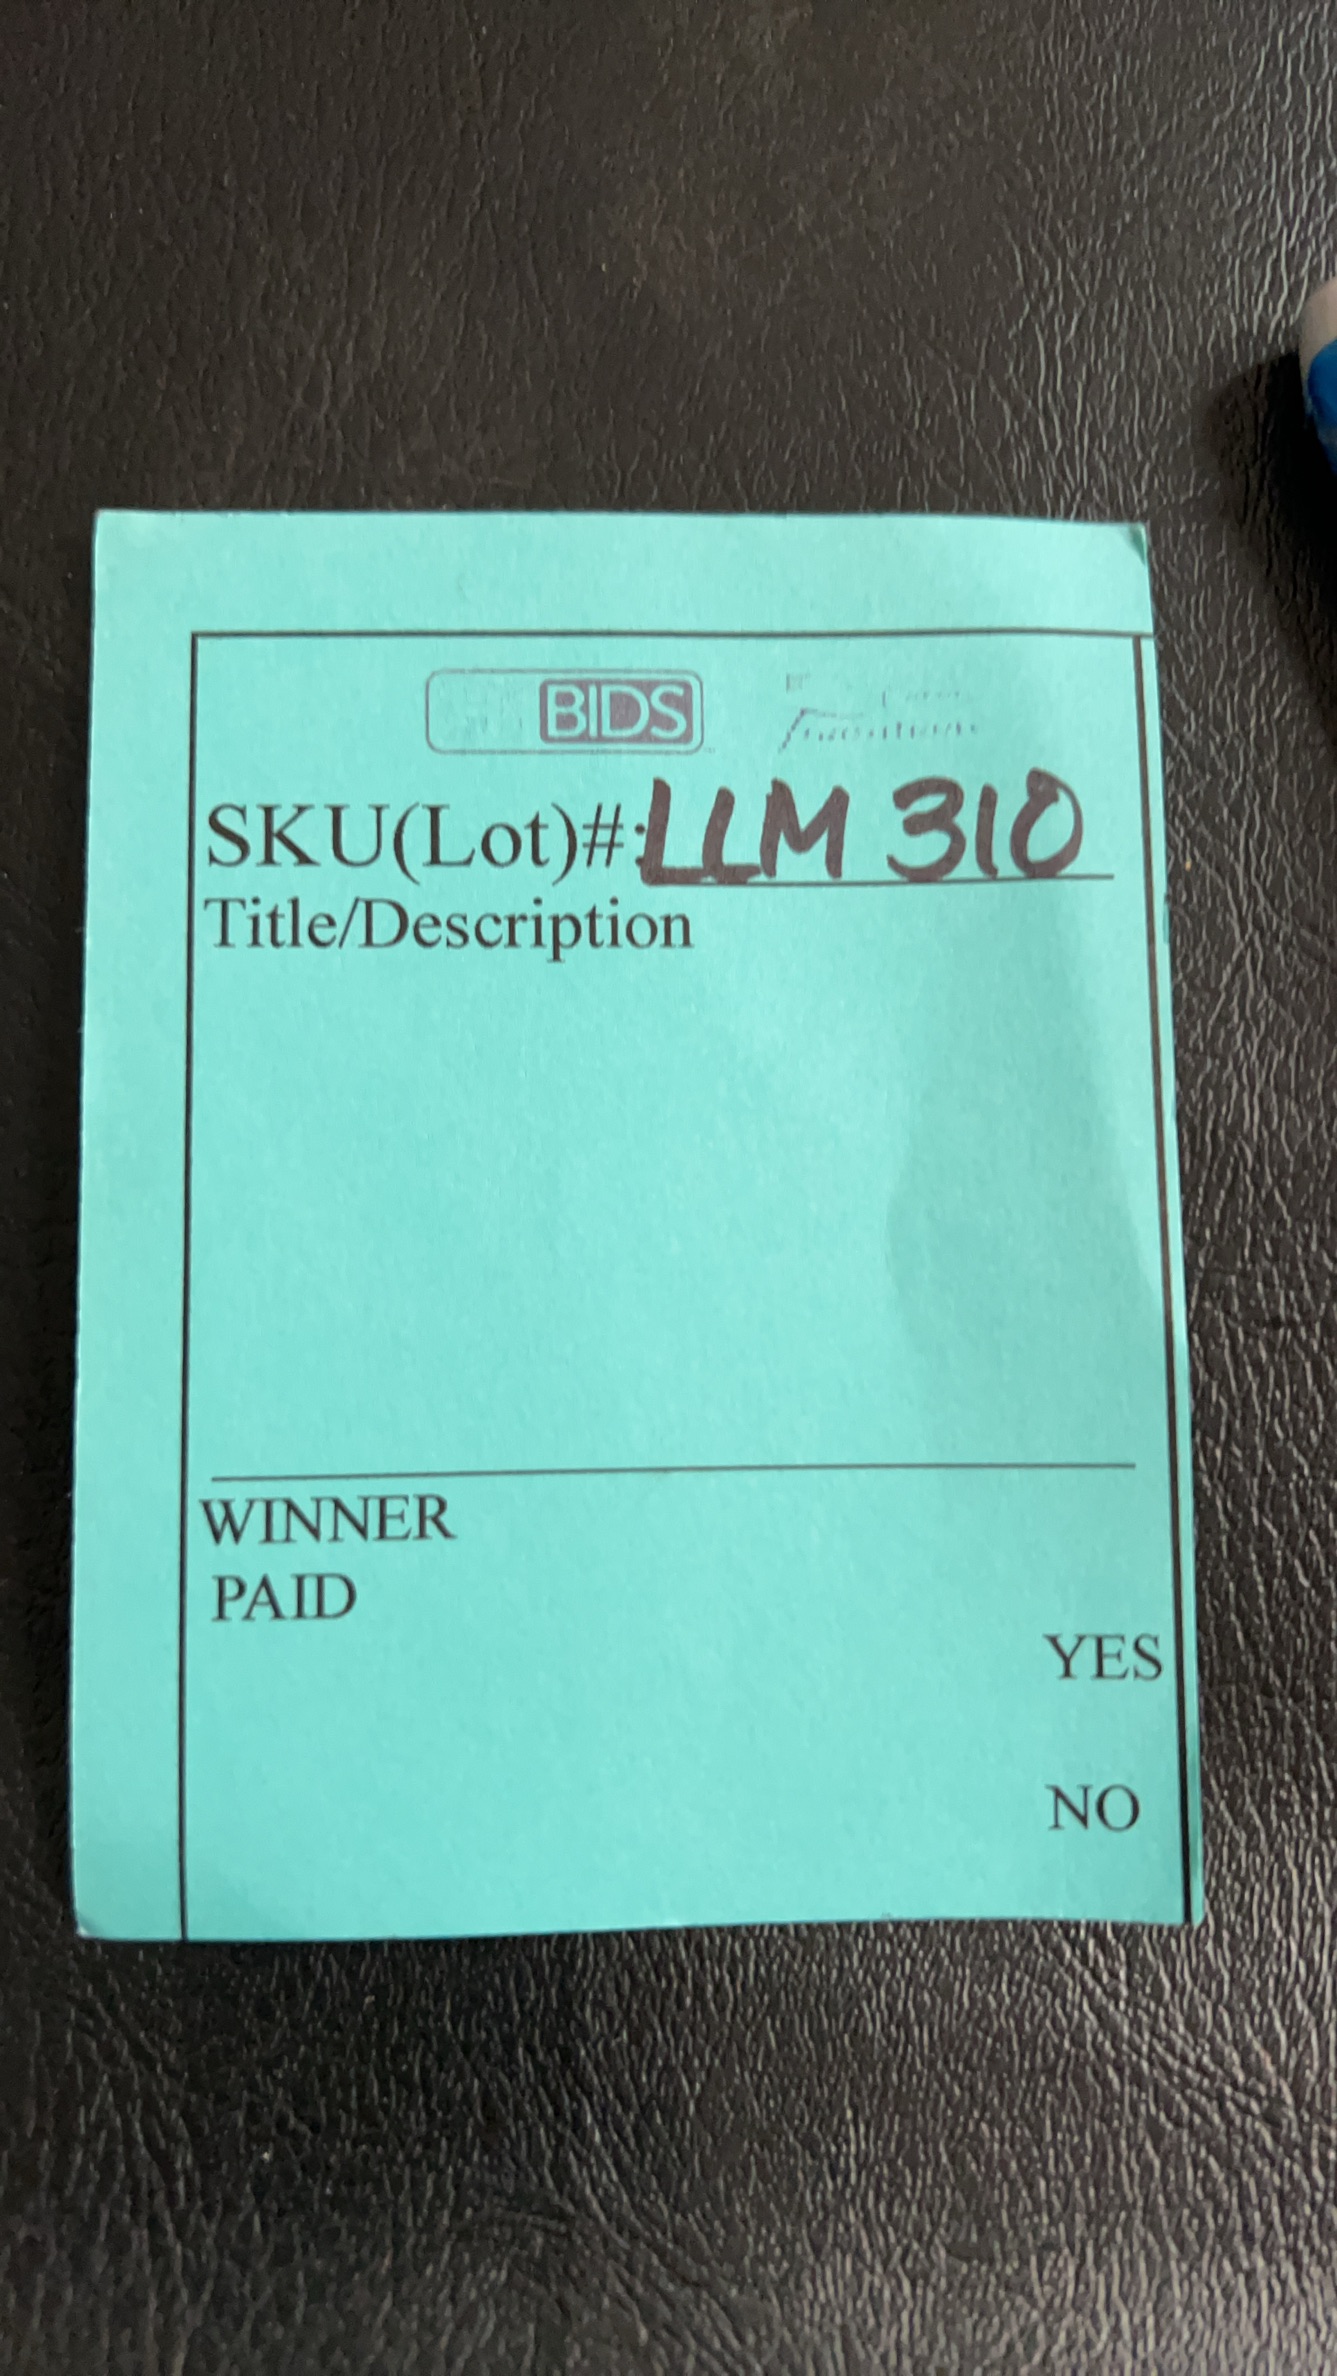 BIDS
SKU(Lot)#:LLM 310
Title/Description
WINNER
PAID
YES
NO